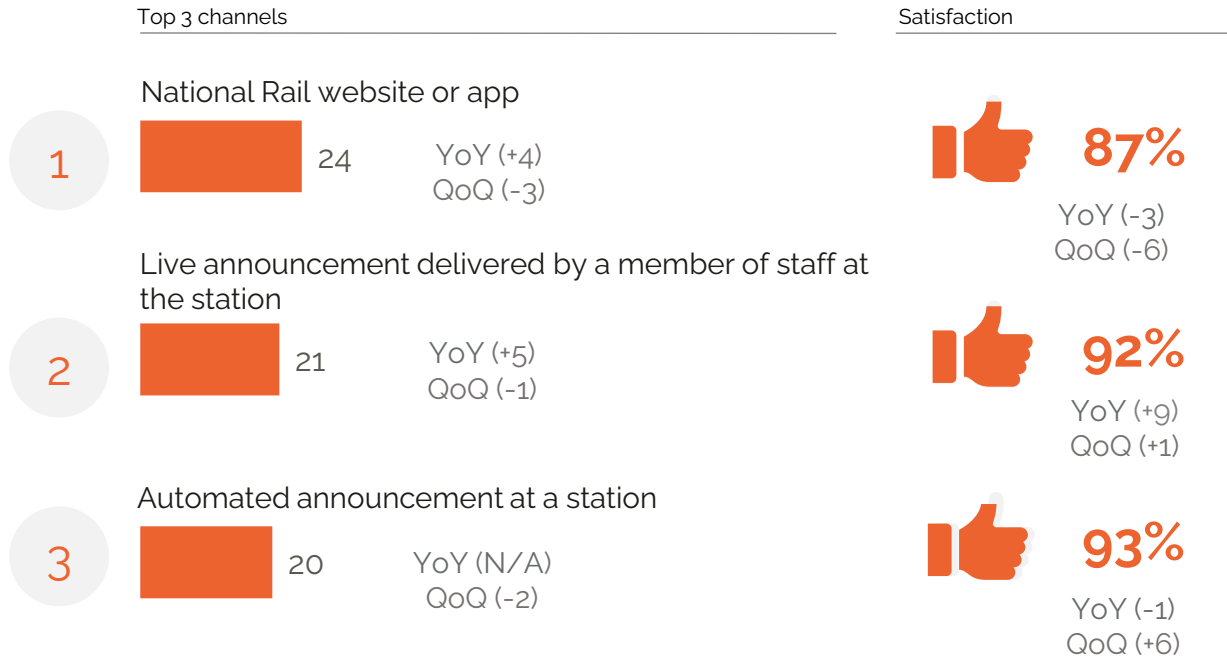 Top 3 channels
Satisfaction
1
National Rail website or app
24
YoY (+4)
QoQ (-3)
87%
YoY (-3)
QoQ (-6)
2
Live announcement delivered by a member of staff at
the station
21
YoY (+5)
QoQ (-1)
92%
YoY (+9)
QoQ (+1)
3
Automated announcement at a station
20
YoY (N/A)
QoQ (-2)
93%
YoY (-1)
QoQ (+6)